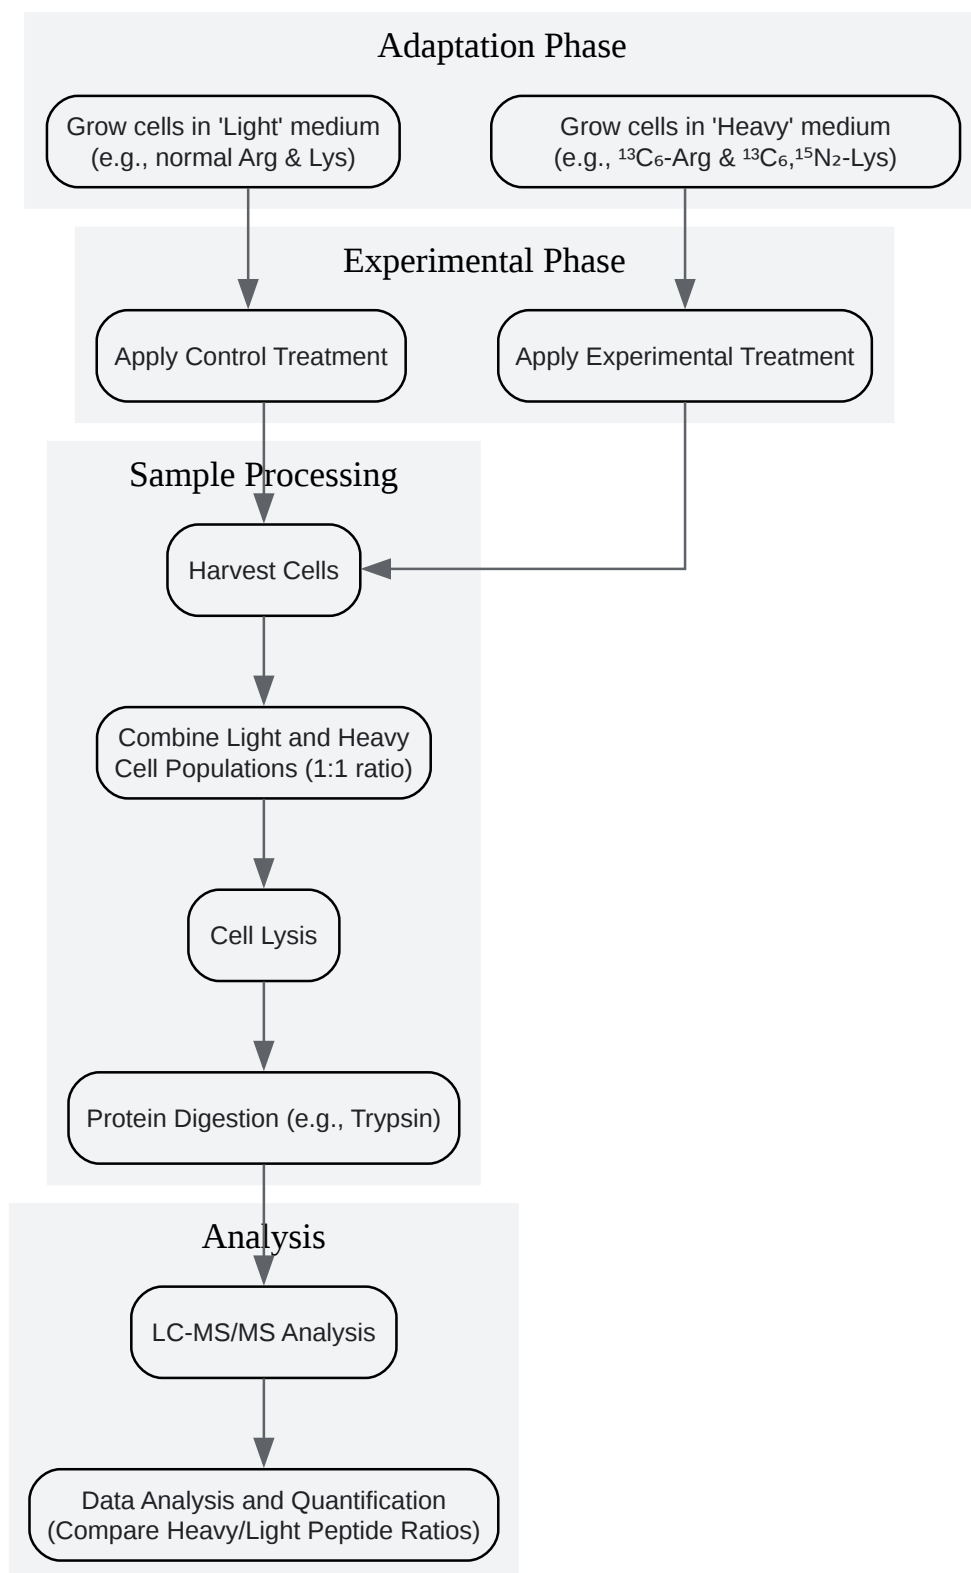 Adaptation Phase
Grow cells in 'Light' medium
(e.g., normal Arg & Lys)
Grow cells in 'Heavy' medium
(e.g., ¹³C₆-Arg & ¹³C₆,¹⁵N₂-Lys)
Experimental Phase
Apply Control Treatment
Apply Experimental Treatment
Sample Processing
Harvest Cells
Combine Light and Heavy
Cell Populations (1:1 ratio)
Cell Lysis
Protein Digestion (e.g., Trypsin)
Analysis
LC-MS/MS Analysis
Data Analysis and Quantification
(Compare Heavy/Light Peptide Ratios)